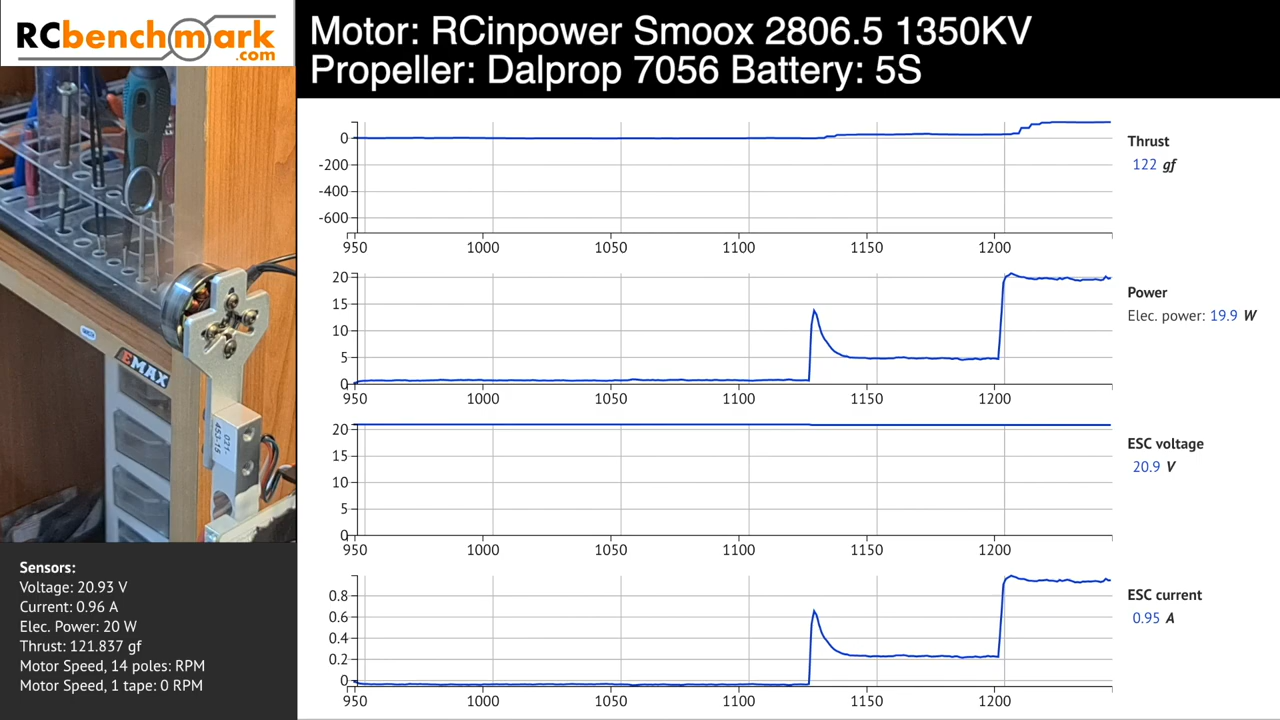 RCbenchmark
.com
Motor: RCinpower Smoox 2806.5 1350KV
Propeller: Dalprop 7056 Battery: 5S
EMAX
021-
453-15
Sensors:
Voltage: 20.93 V
Current: 0.96 A
Elec. Power: 20 W
Thrust: 121.837 gf
Motor Speed, 14 poles: RPM
Motor Speed, 1 tape: 0 RPM
0
-200
-400
-600
950 1000 1050 1100 1150 1200
Thrust
122 gf
20
15
10
5
0
950 1000 1050 1100 1150 1200
Power
Elec. power: 19.9 W
20
15
10
5
0
950 1000 1050 1100 1150 1200
ESC voltage
20.9 V
0.8
0.6
0.4
0.2
0
950 1000 1050 1100 1150 1200
ESC current
0.95 A